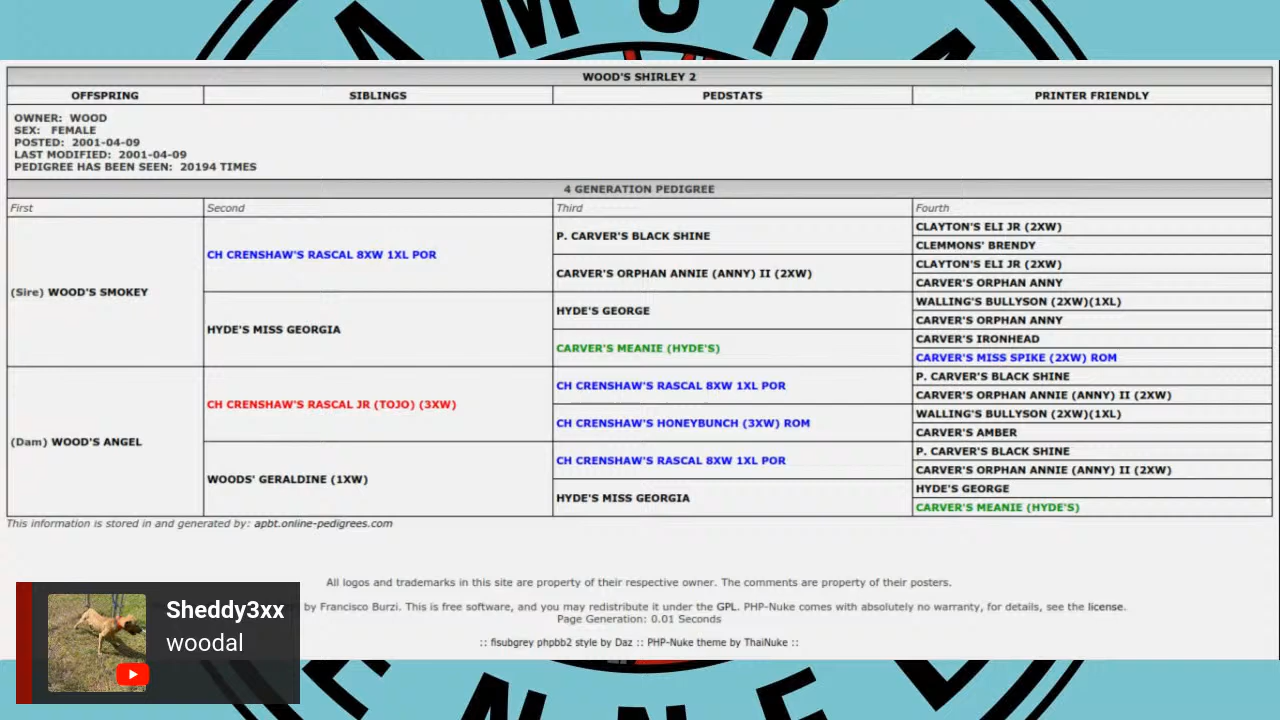 AMURA
WOOD'S SHIRLEY 2
OFFSPRING SIBLINGS PEDSTATS PRINTER FRIENDLY
OWNER: WOOD
SEX: FEMALE
POSTED: 2001-04-09
LAST MODIFIED: 2001-04-09
PEDIGREE HAS BEEN SEEN: 20194 TIMES
4 GENERATION PEDIGREE
First Second Third Fourth
(Sire) WOOD'S SMOKEY
CH CRENSHAW'S RASCAL 8XW 1XL POR
P. CARVER'S BLACK SHINE
CLAYTON'S ELI JR (2XW)
CLEMMONS' BRENDY
CARVER'S ORPHAN ANNIE (ANNY) II (2XW)
CLAYTON'S ELI JR (2XW)
CARVER'S ORPHAN ANNY
HYDE'S MISS GEORGIA
HYDE'S GEORGE
WALLING'S BULLYSON (2XW)(1XL)
CARVER'S ORPHAN ANNY
CARVER'S MEANIE (HYDE'S)
CARVER'S IRONHEAD
CARVER'S MISS SPIKE (2XW) ROM
(Dam) WOOD'S ANGEL
CH CRENSHAW'S RASCAL JR (TOJO) (3XW)
CH CRENSHAW'S RASCAL 8XW 1XL POR
P. CARVER'S BLACK SHINE
CARVER'S ORPHAN ANNIE (ANNY) II (2XW)
CH CRENSHAW'S HONEYBUNCH (3XW) ROM
WALLING'S BULLYSON (2XW)(1XL)
CARVER'S AMBER
WOODS' GERALDINE (1XW)
CH CRENSHAW'S RASCAL 8XW 1XL POR
P. CARVER'S BLACK SHINE
CARVER'S ORPHAN ANNIE (ANNY) II (2XW)
HYDE'S MISS GEORGIA
HYDE'S GEORGE
CARVER'S MEANIE (HYDE'S)
This information is stored in and generated by: apbt.online-pedigrees.com
All logos and trademarks in this site are property of their respective owner. The comments are property of their posters.
by Francisco Burzi. This is free software, and you may redistribute it under the GPL. PHP-Nuke comes with absolutely no warranty, for details, see the license.
Page Generation: 0.01 Seconds
:: fisubgrey phpbb2 style by Daz :: PHP-Nuke theme by ThaiNuke ::
Sheddy3xx
woodal